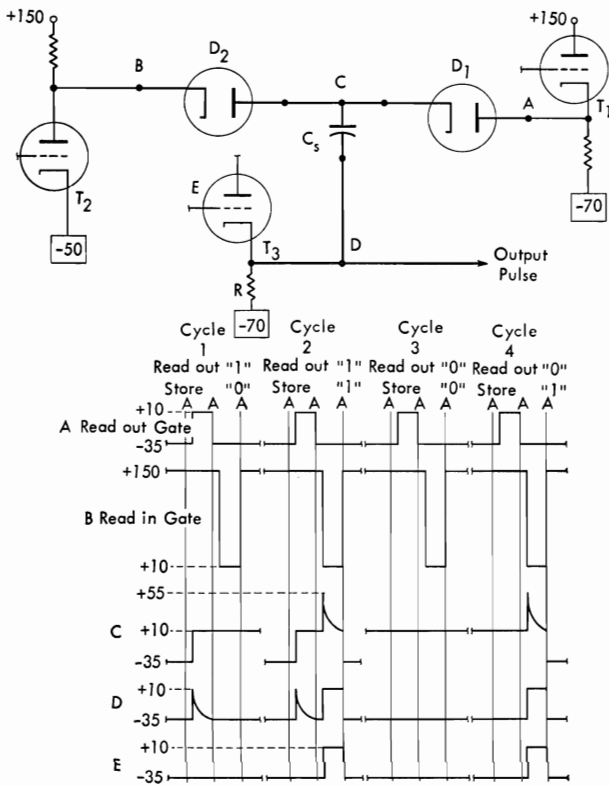 +150
+150
D2
D1
B
C
A
T1
Cs
E
T2
T3
D
-70
-50
R
Output
Pulse
-70
Cycle Cycle Cycle Cycle
1 2 3 4
Read out "1" Read out "1" Read out "0" Read out "0"
Store "0" Store "1" Store "0" Store "1"
A A A A A A A A A A A A
+10
A Read out Gate
-35
+150
B Read in Gate
+10
+55
C
+10
-35
+10
D
-35
+10
E
-35